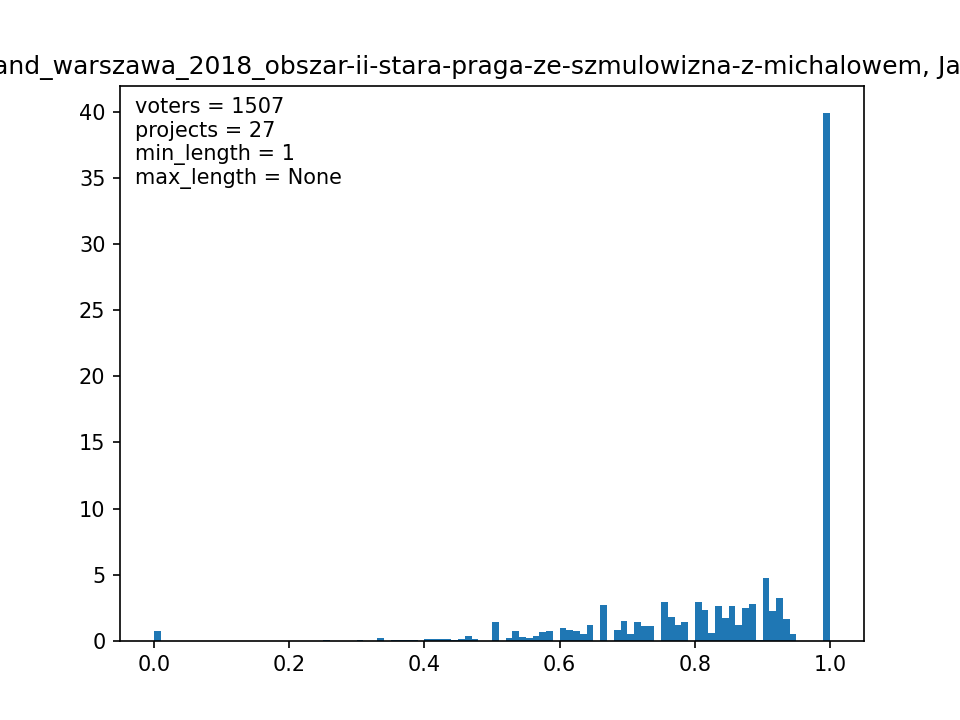 and_warszawa_2018_obszar-ii-stara-praga-ze-szmulowizna-z-michalowem, Ja
voters = 1507
projects = 27
min_length = 1
max_length = None
40
35
30
25
20
15
10
5
0
0.0 0.2 0.4 0.6 0.8 1.0